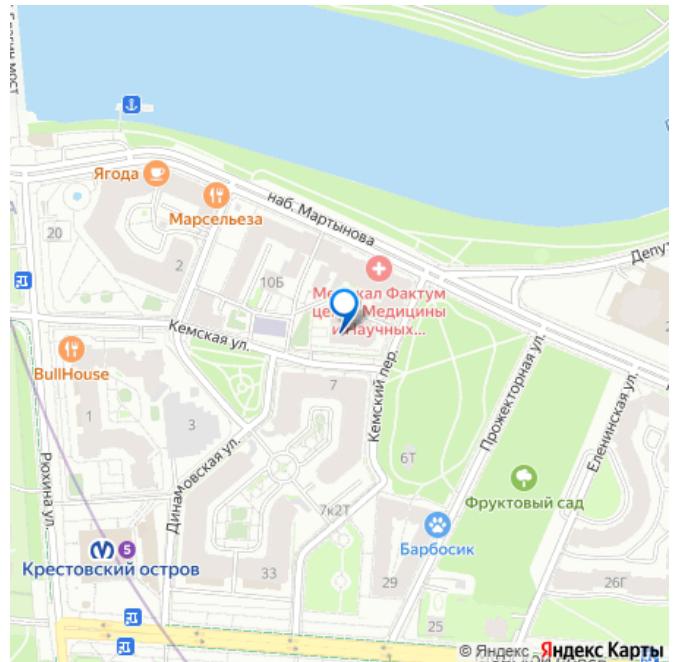 мост
Ягода
Марсельеза
наб. Мартынова
20
2
10Б
Депут
Медикал Фактум
центр Медицины
и Научных...
Кемская ул.
BullHouse
7
Кемский пер.
Прожекторная ул.
Еленинская ул.
1
3
6Т
Рюхина ул.
Динамовская ул.
Фруктовый сад
7к2Т
Барбосик
5
Крестовский остров
33
29
26Г
25
© Яндекс Яндекс Карты